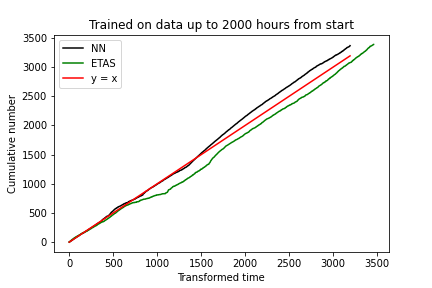 Trained on data up to 2000 hours from start
NN
ETAS
y = x
Cumulative number
3500
3000
2500
2000
1500
1000
500
0
0 500 1000 1500 2000 2500 3000 3500
Transformed time